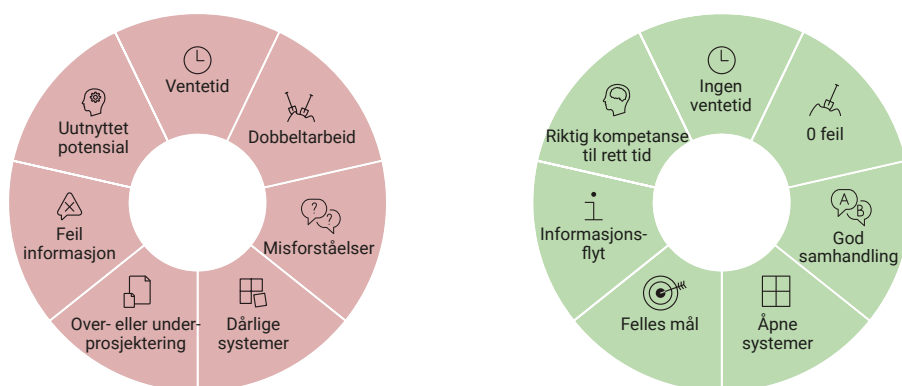 Ventetid
Dobbeltarbeid
Misforståelser
Dårlige
systemer
Over- eller under-
prosjektering
Feil
informasjon
Uutnyttet
potensial
?
?
Ingen
ventetid
0 feil
A
B
God
samhandling
Åpne
systemer
Felles mål
Informasjons-
flyt
Riktig kompetanse
til rett tid